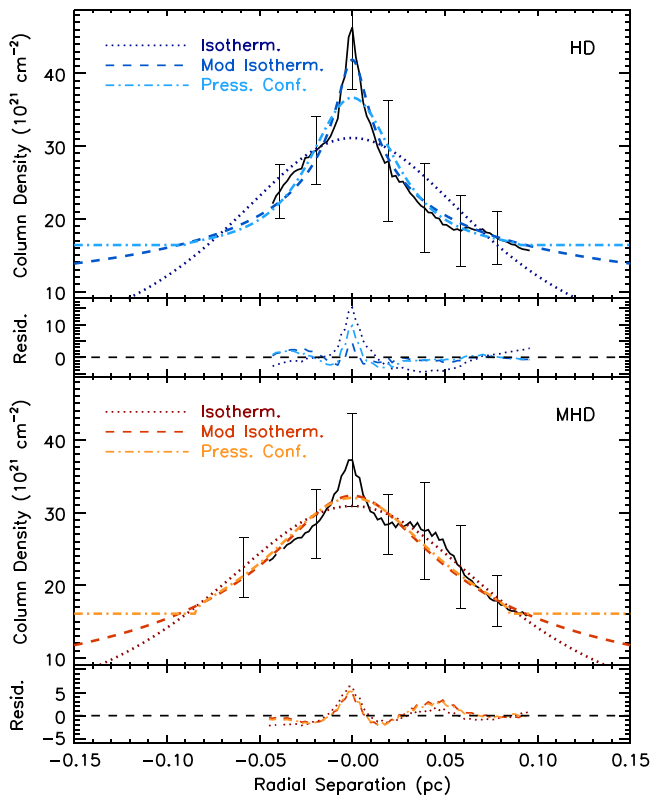 Isotherm.
HD
Mod Isotherm.
Press. Conf.
40
30
20
10
Column Density (10²¹ cm⁻²)
10
5
0
Resid.
Isotherm.
MHD
Mod Isotherm.
Press. Conf.
40
30
20
10
Column Density (10²¹ cm⁻²)
5
0
−5
Resid.
−0.15 −0.10 −0.05 −0.00 0.05 0.10 0.15
Radial Separation (pc)